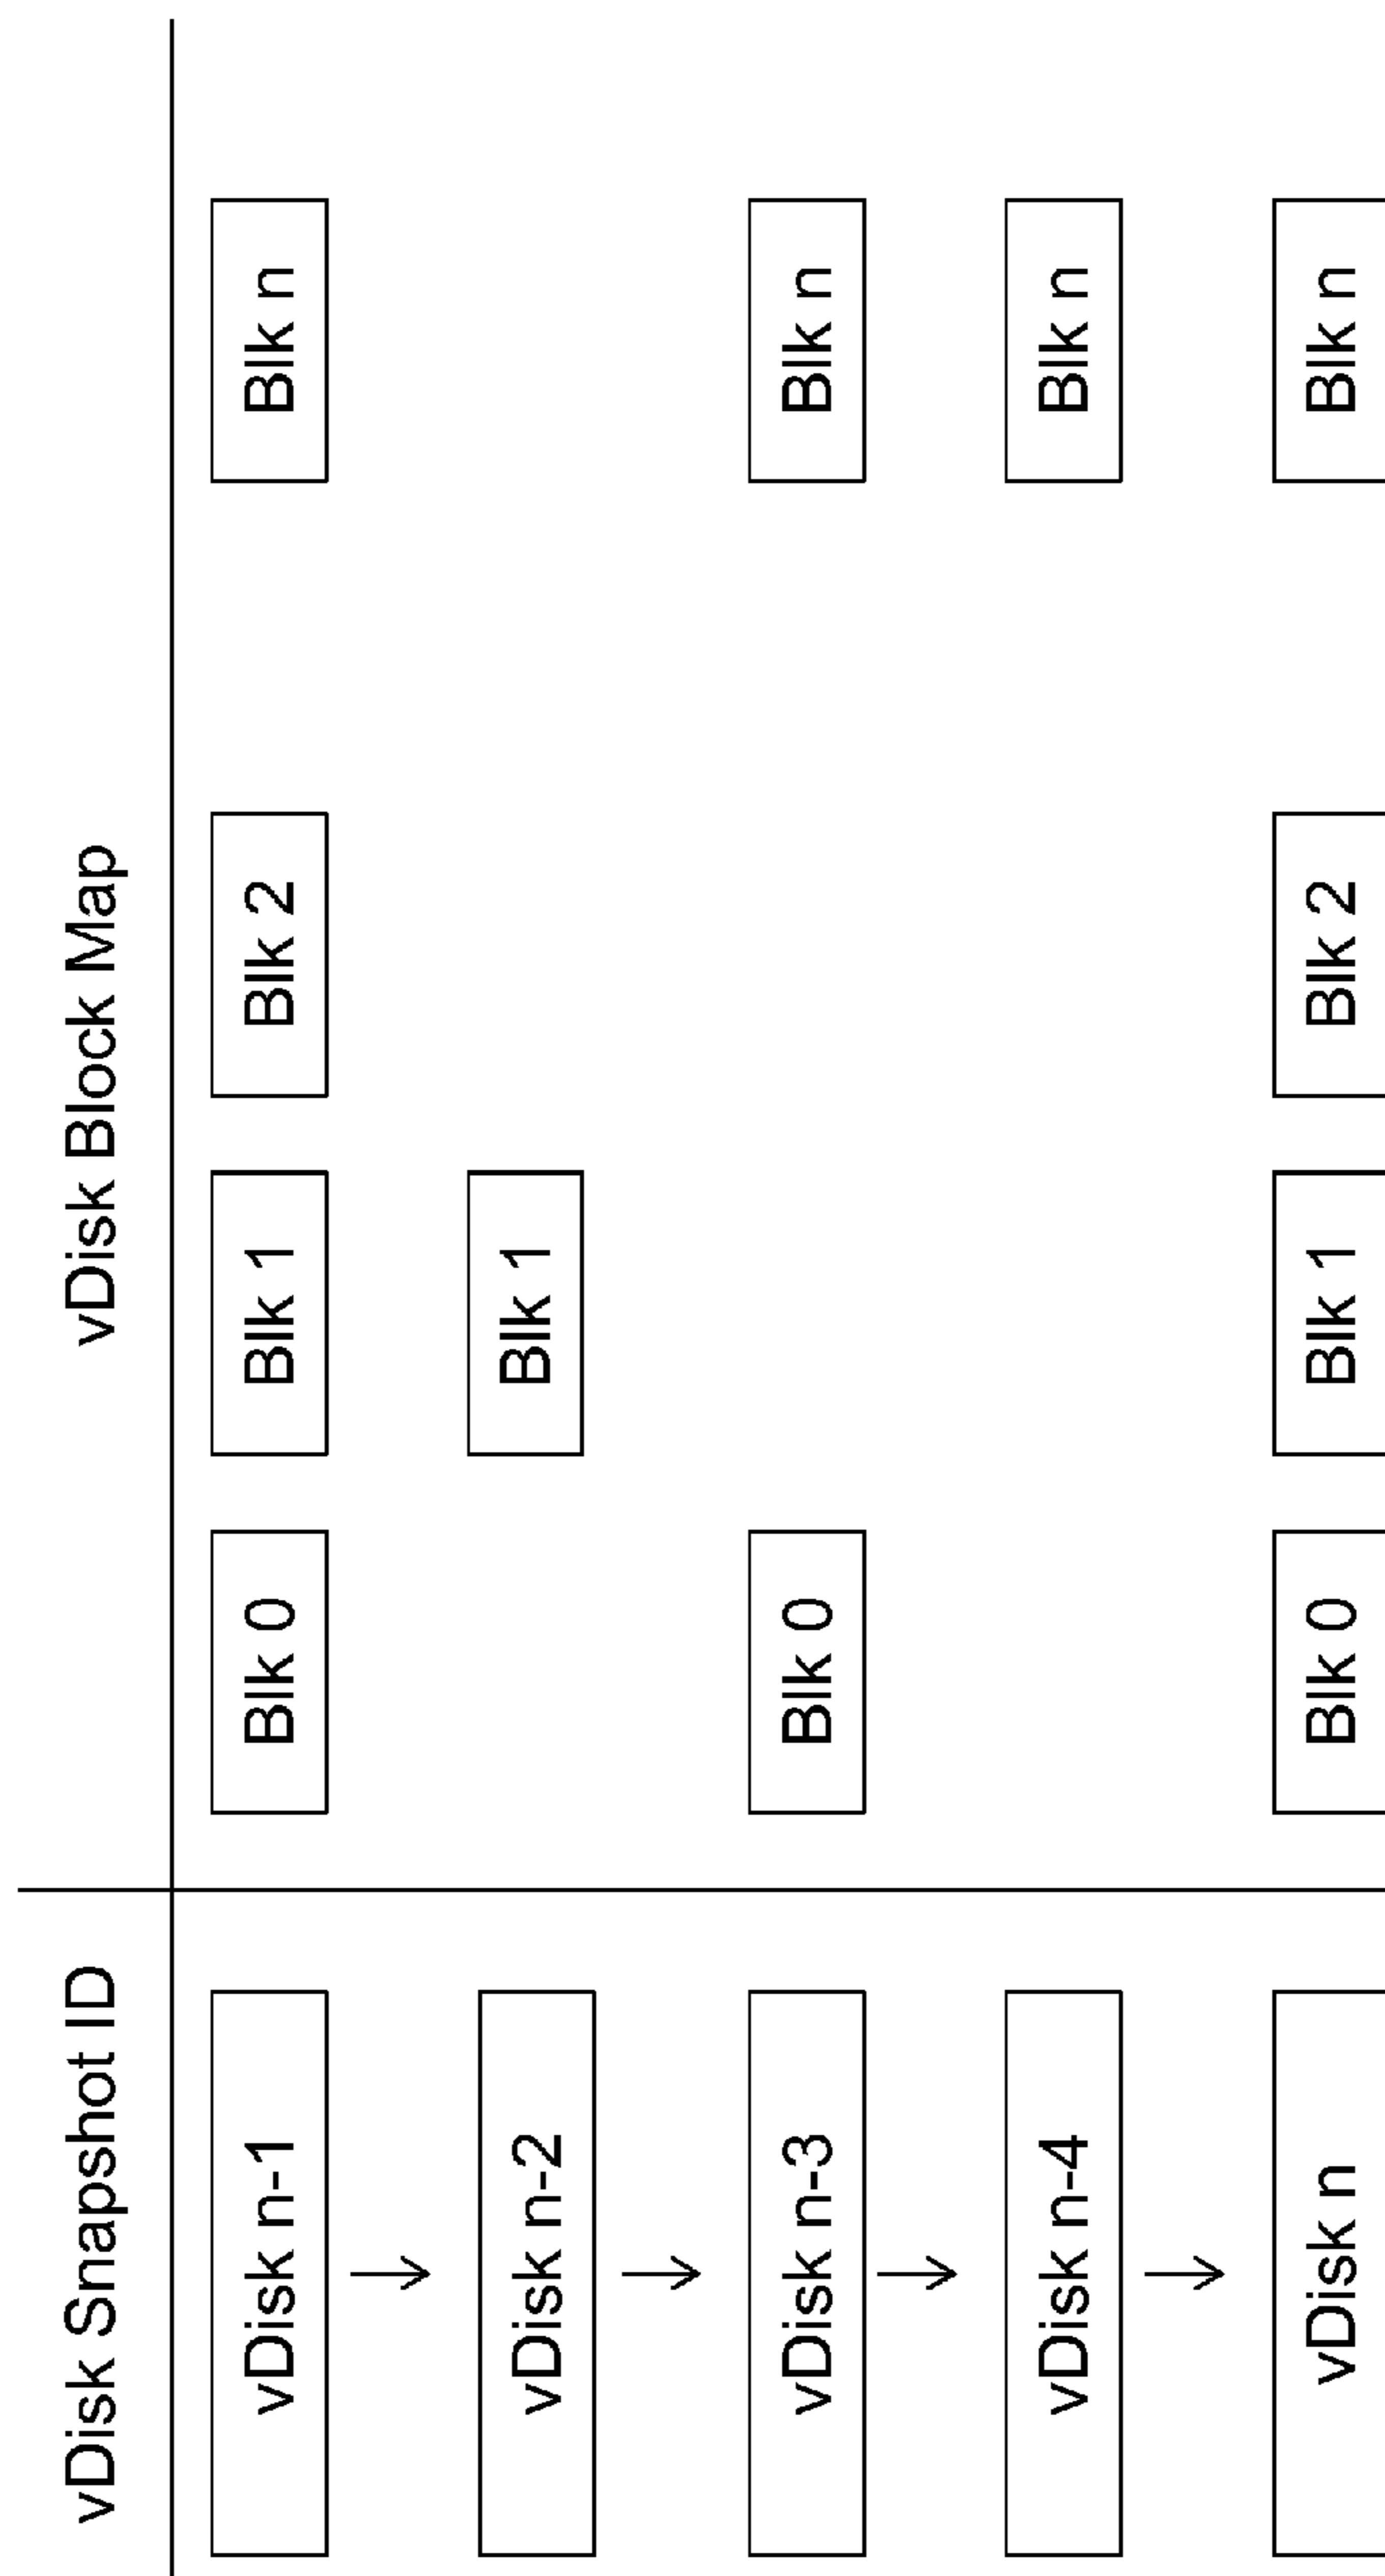 vDisk Snapshot ID vDisk Block Map
vDisk n-1 Blk 0 Blk 1 Blk 2 Blk n
vDisk n-2 Blk 1
vDisk n-3 Blk 0 Blk n
vDisk n-4 Blk n
vDisk n Blk 0 Blk 1 Blk 2 Blk n